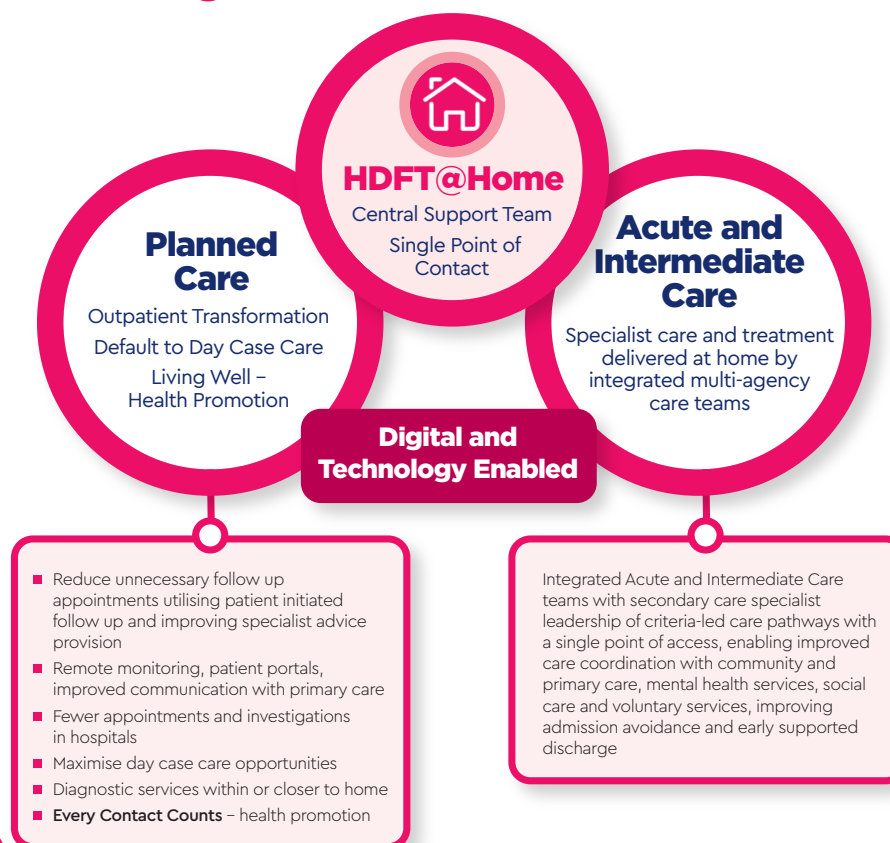 HDFT@Home
Central Support Team
Single Point of
Contact
Planned
Care
Outpatient Transformation
Default to Day Case Care
Living Well –
Health Promotion
Acute and
Intermediate
Care
Specialist care and treatment
delivered at home by
integrated multi-agency
care teams
Digital and
Technology Enabled
Reduce unnecessary follow up
appointments utilising patient initiated
follow up and improving specialist advice
provision
Remote monitoring, patient portals,
improved communication with primary care
Fewer appointments and investigations
in hospitals
Maximise day case care opportunities
Diagnostic services within or closer to home
Every Contact Counts – health promotion
Integrated Acute and Intermediate Care
teams with secondary care specialist
leadership of criteria-led care pathways with
a single point of access, enabling improved
care coordination with community and
primary care, mental health services, social
care and voluntary services, improving
admission avoidance and early supported
discharge